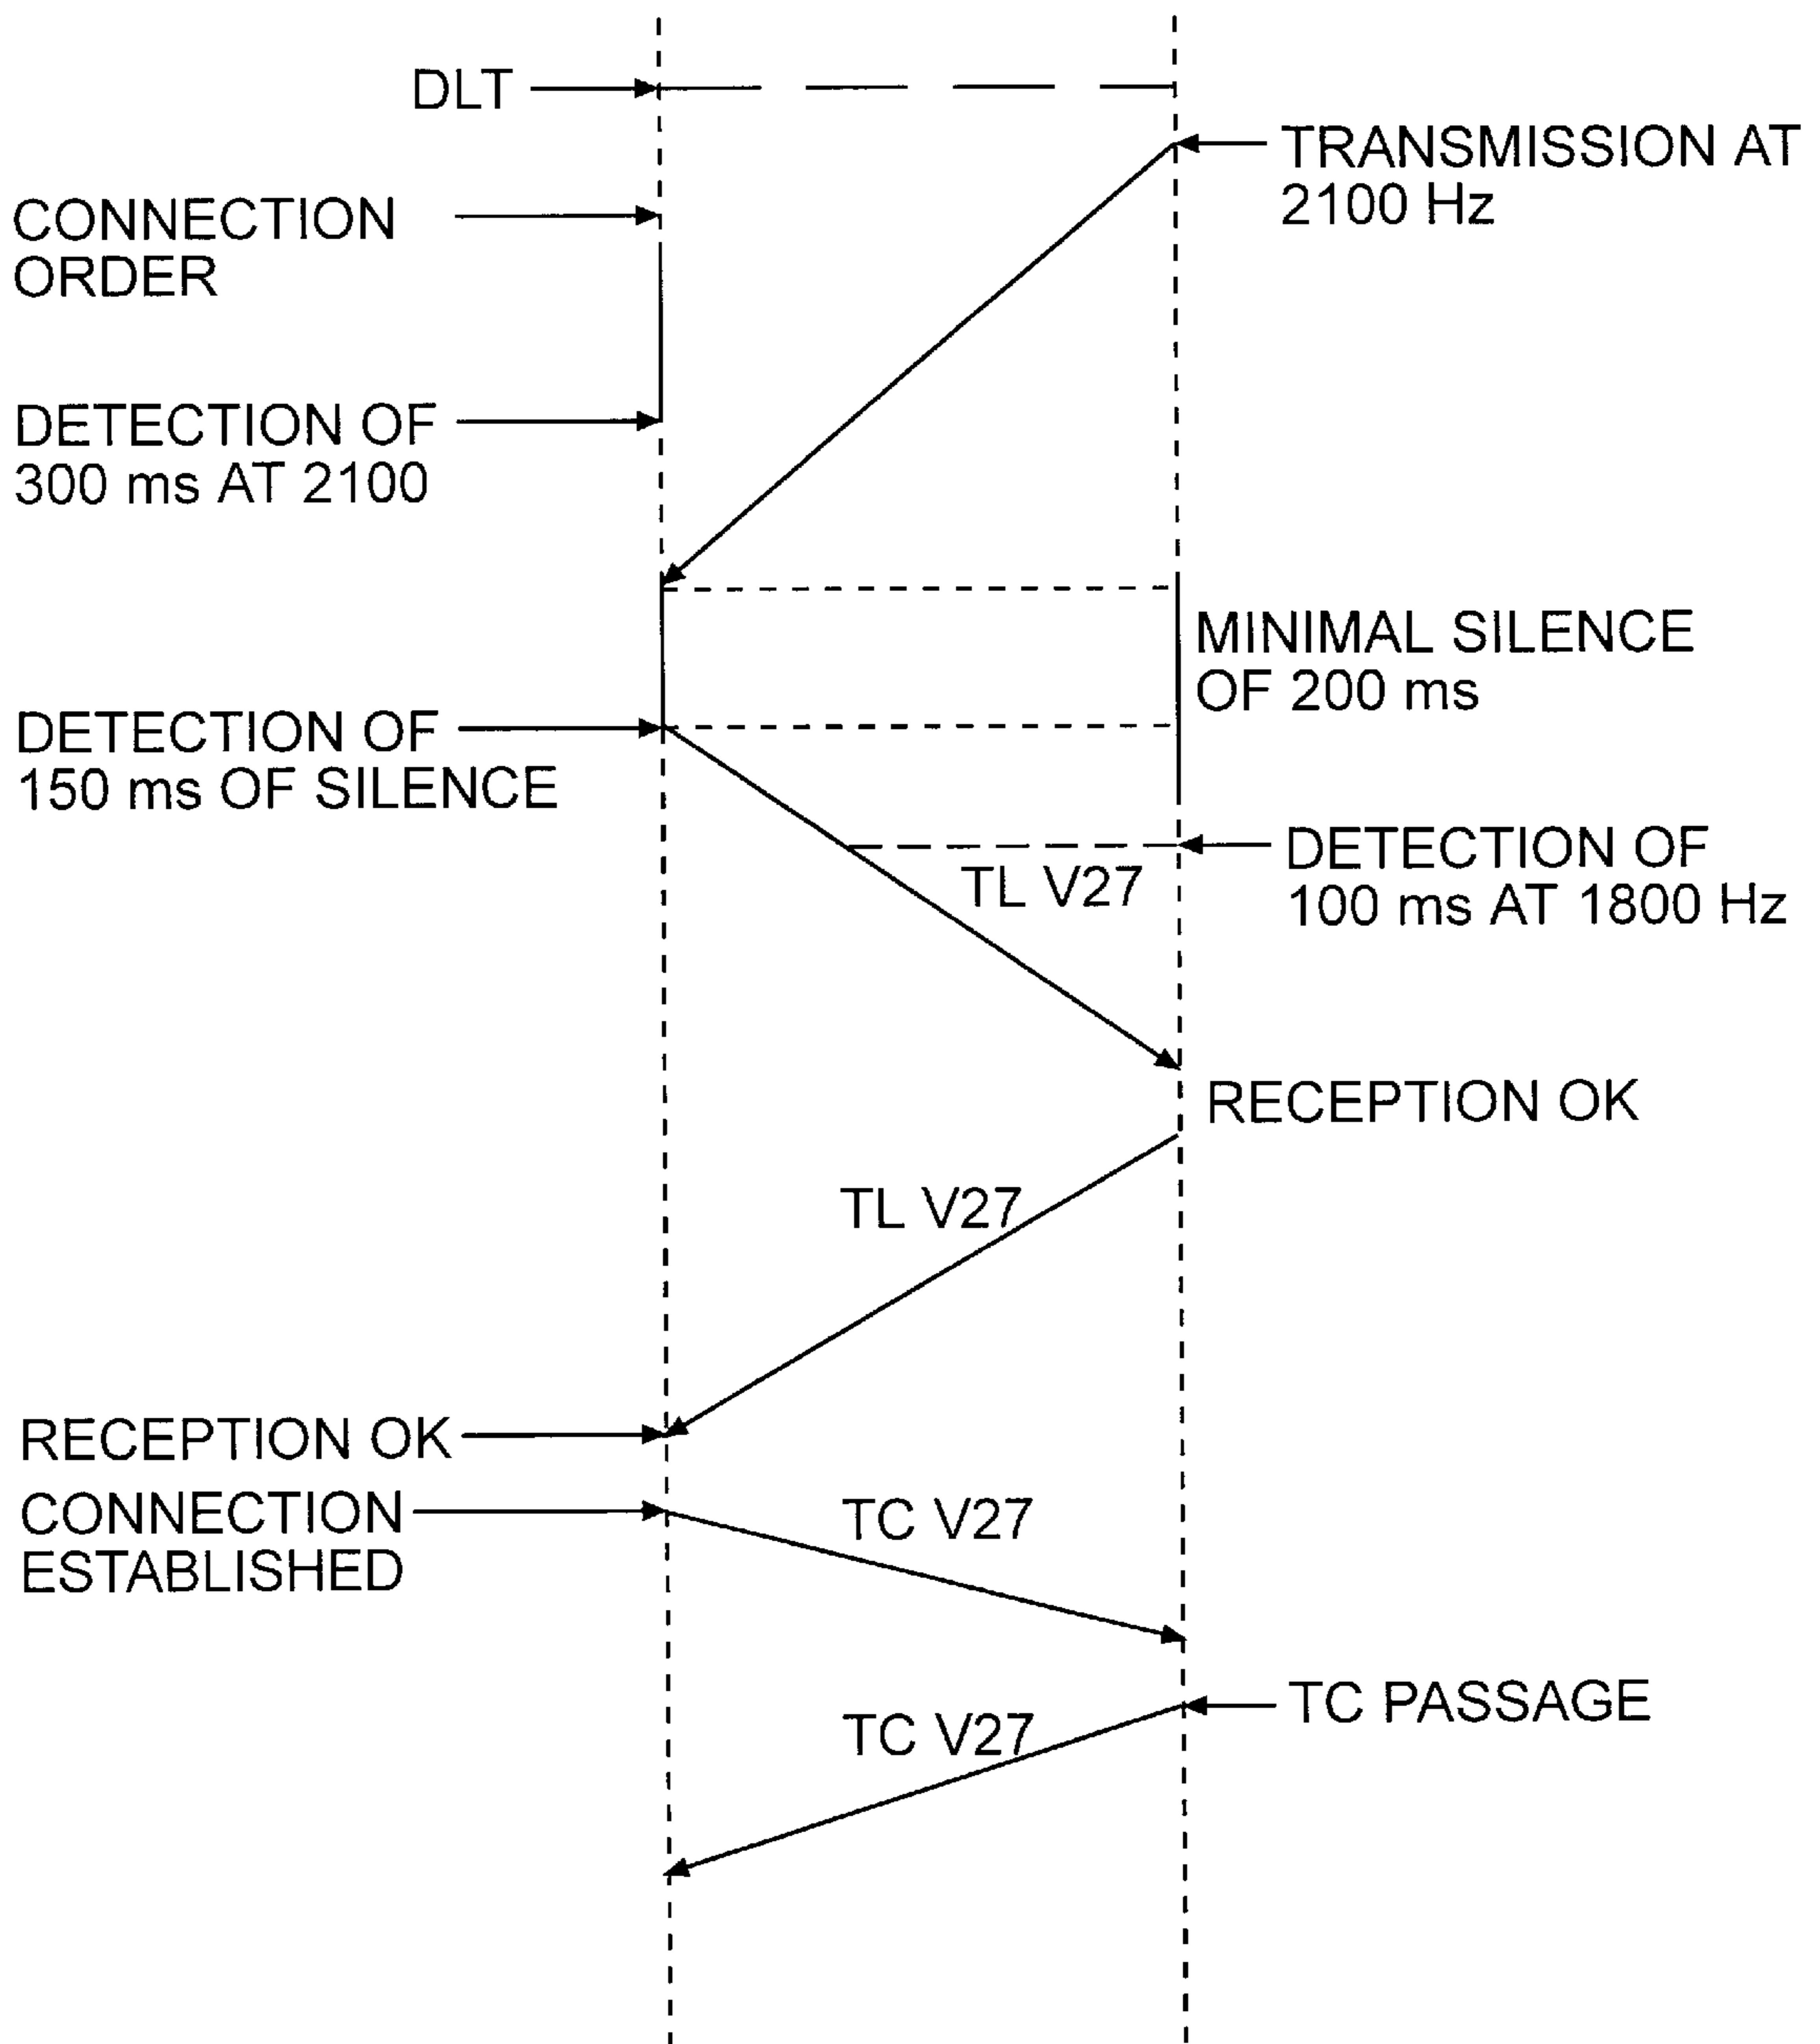 DLT
TRANSMISSION AT
2100 Hz
CONNECTION
ORDER
DETECTION OF
300 ms AT 2100
MINIMAL SILENCE
OF 200 ms
DETECTION OF
150 ms OF SILENCE
DETECTION OF
100 ms AT 1800 Hz
TL V27
RECEPTION OK
TL V27
RECEPTION OK
CONNECTION
ESTABLISHED
TC V27
TC PASSAGE
TC V27